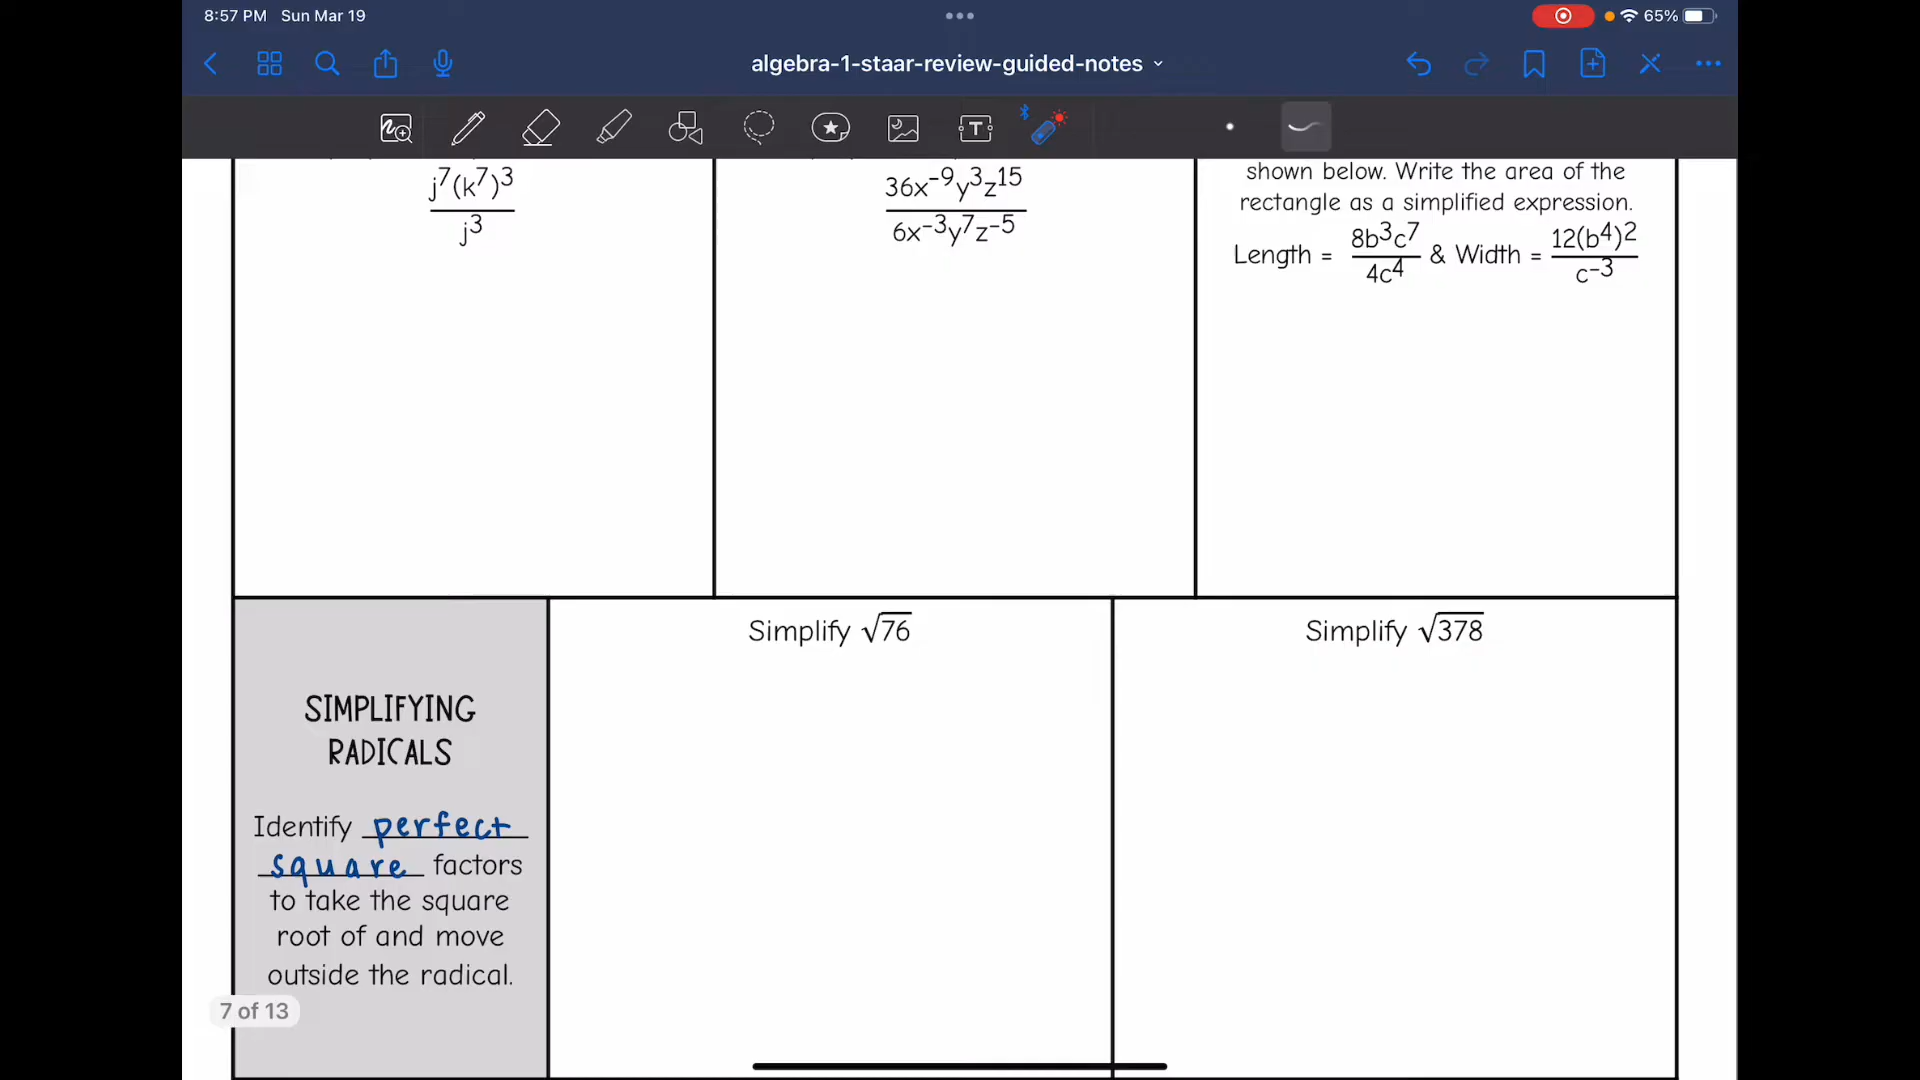 8:57 PM Sun Mar 19
65%
algebra-1-staar-review-guided-notes
j⁷(k⁷)³
j³
36x⁻⁹y³z¹⁵
6x⁻³y⁷z⁻⁵
shown below. Write the area of the
rectangle as a simplified expression.
Length = 8b³c⁷/4c⁴ & Width = 12(b⁴)²/c⁻³
SIMPLIFYING
RADICALS
Identify perfect
square factors
to take the square
root of and move
outside the radical.
Simplify √76
Simplify √378
7 of 13